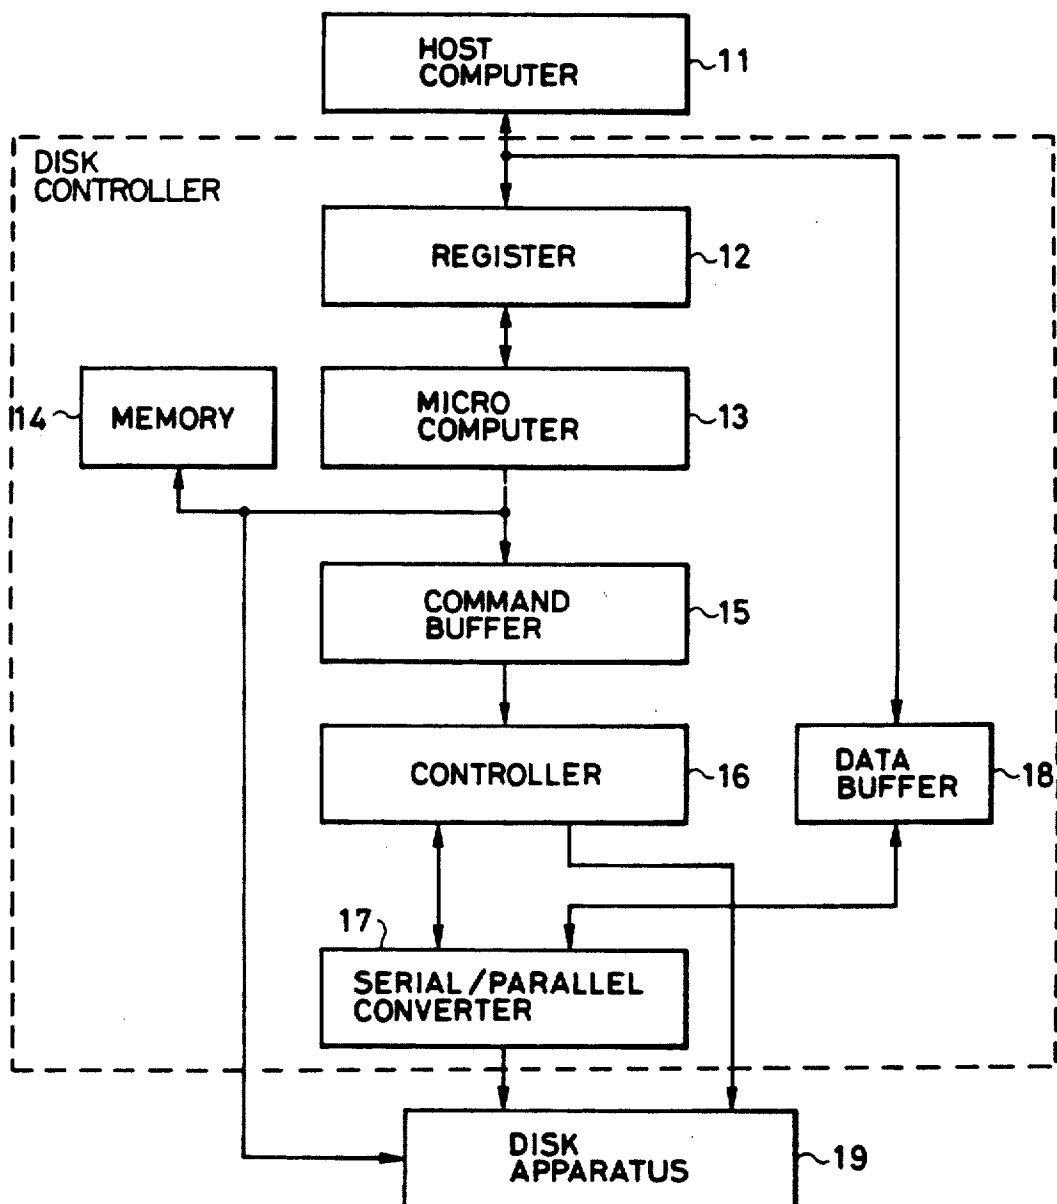 HOST
COMPUTER
11
DISK
CONTROLLER
REGISTER
12
14
MEMORY
MICRO
COMPUTER
13
COMMAND
BUFFER
15
CONTROLLER
16
DATA
BUFFER
18
17
SERIAL/PARALLEL
CONVERTER
DISK
APPARATUS
19